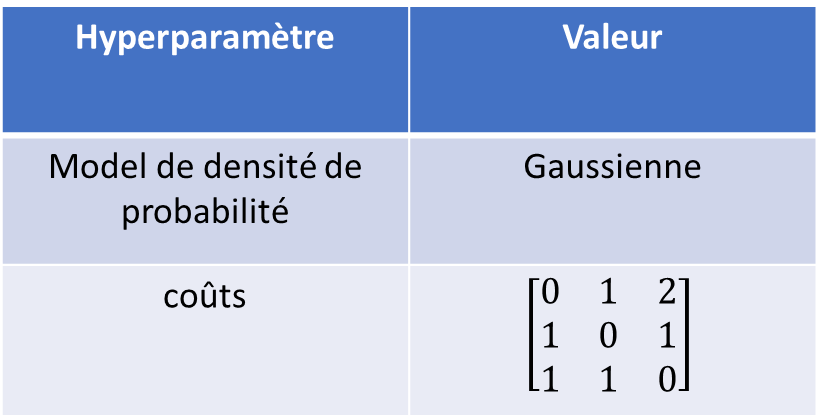 Hyperparamètre
Valeur
Model de densité de
probabilité
Gaussienne
coûts
0 1 2
1 0 1
1 1 0